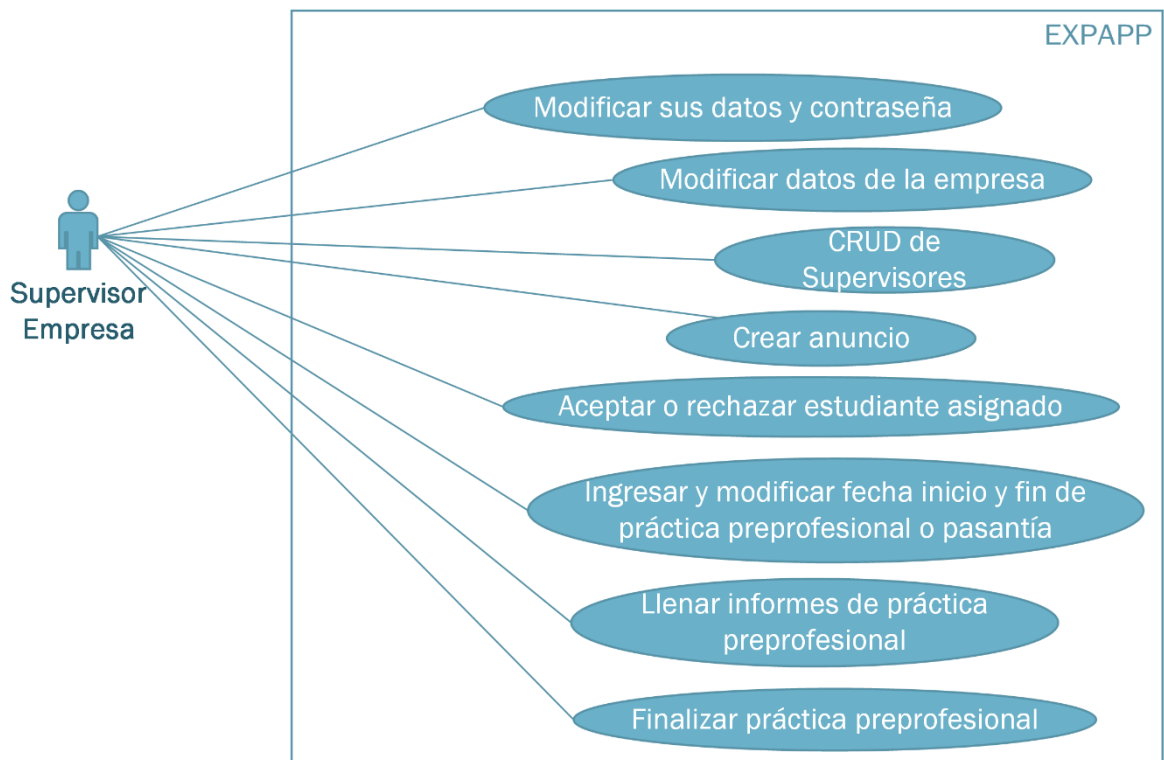 EXPAPP
Modificar sus datos y contraseña
Modificar datos de la empresa
CRUD de
Supervisores
Supervisor
Empresa
Crear anuncio
Aceptar o rechazar estudiante asignado
Ingresar y modificar fecha inicio y fin de
práctica preprofesional o pasantía
Llenar informes de práctica
preprofesional
Finalizar práctica preprofesional